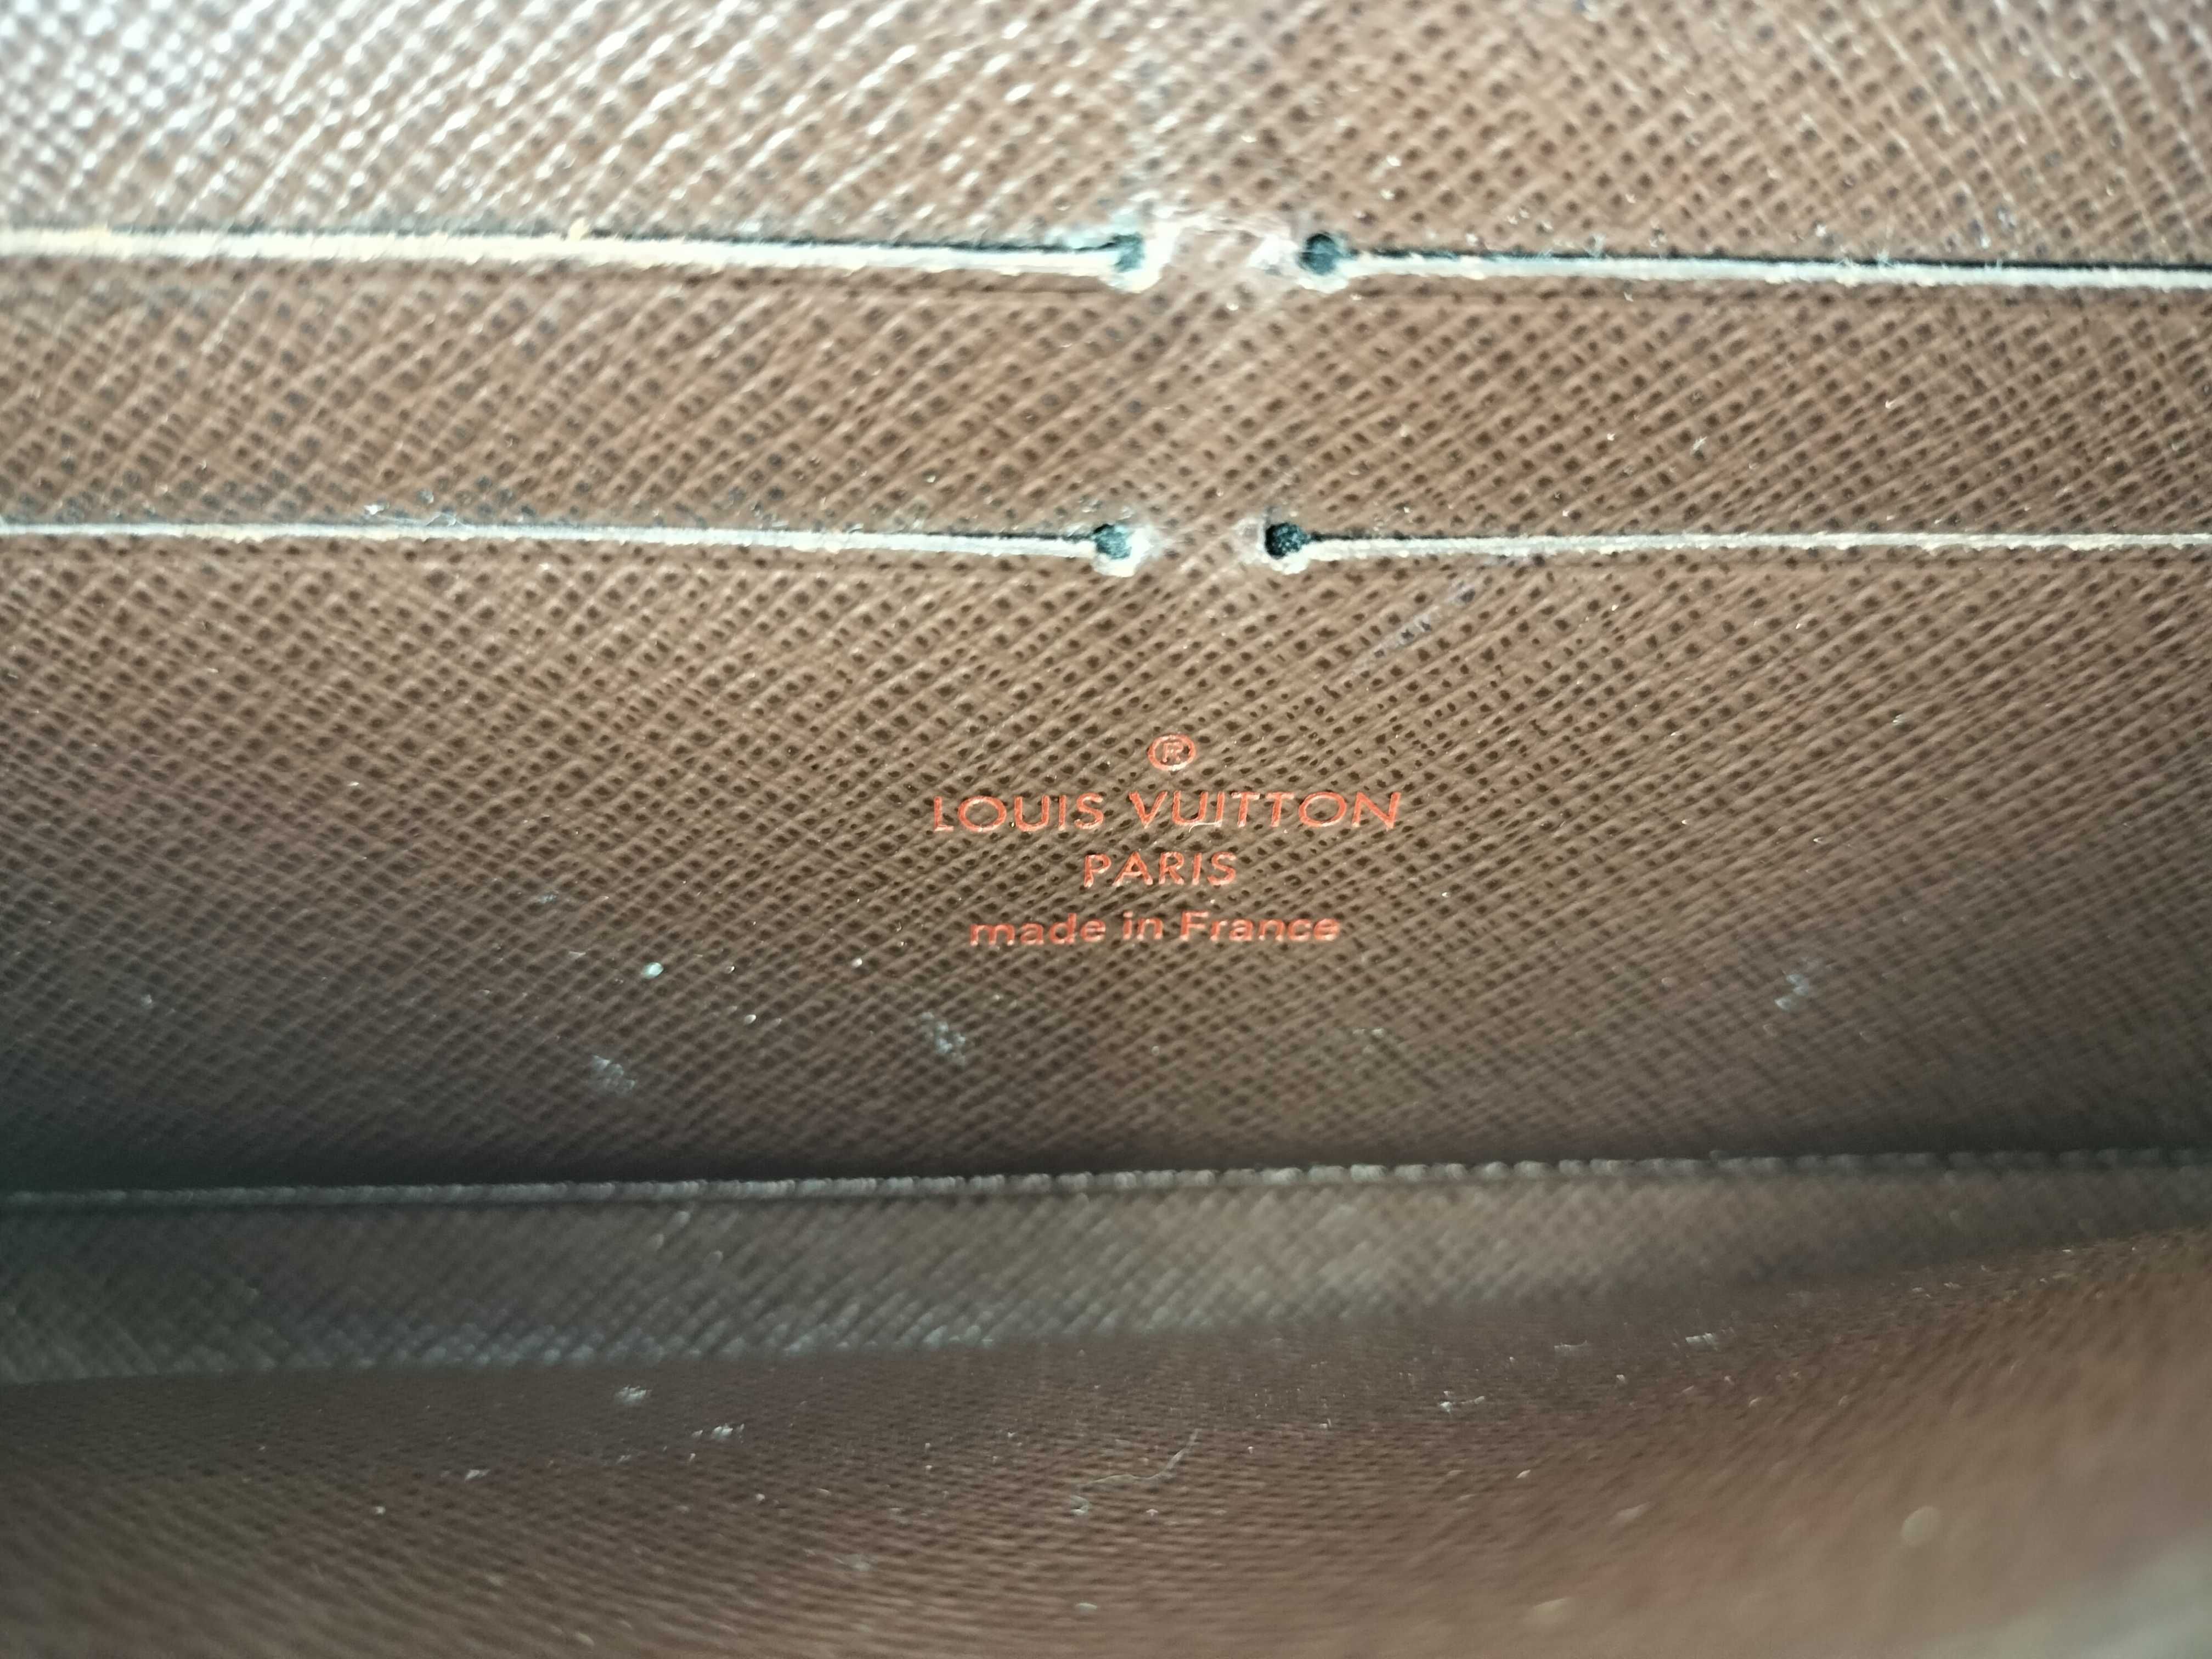 ®
LOUIS VUITTON
PARIS
made in France